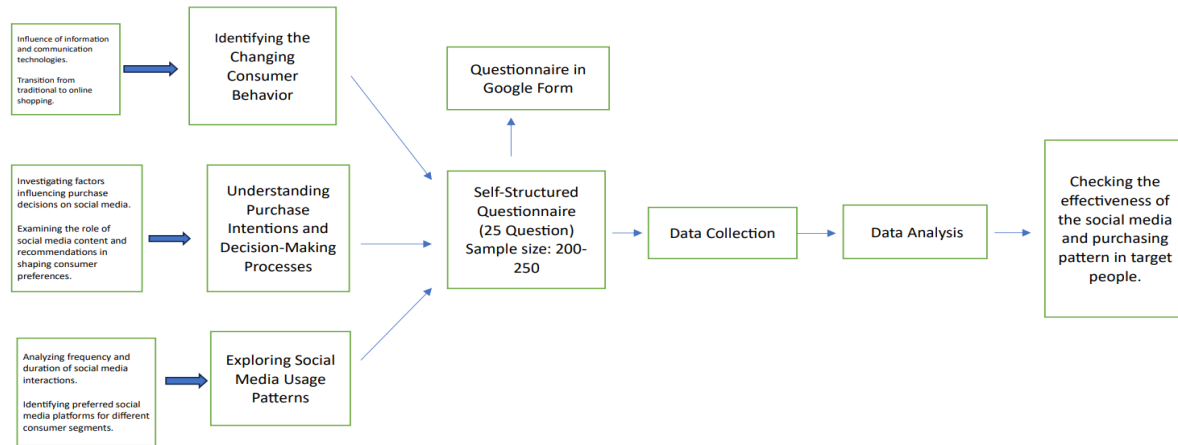 Influence of information
and communication
technologies.
Transition from
traditional to online
shopping.
Identifying the
Changing
Consumer
Behavior
Questionnaire in
Google Form
Investigating factors
influencing purchase
decisions on social media.
Examining the role of
social media content and
recommendations in
shaping consumer
preferences.
Understanding
Purchase
Intentions and
Decision-Making
Processes
Self-Structured
Questionnaire
(25 Question)
Sample size: 200-
250
Data Collection
Data Analysis
Checking the
effectiveness of
the social media
and purchasing
pattern in target
people.
Analyzing frequency and
duration of social media
interactions.
Identifying preferred social
media platforms for different
consumer segments.
Exploring Social
Media Usage
Patterns